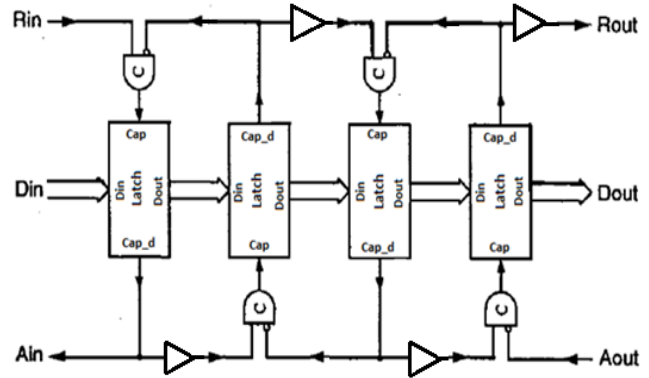 Rin
Rout
C
C
Cap
Cap_d
Cap
Cap_d
Din
Din
Latch
Dout
Din
Latch
Dout
Din
Latch
Dout
Din
Latch
Dout
Dout
Cap_d
Cap
Cap_d
Cap
C
C
Ain
Aout